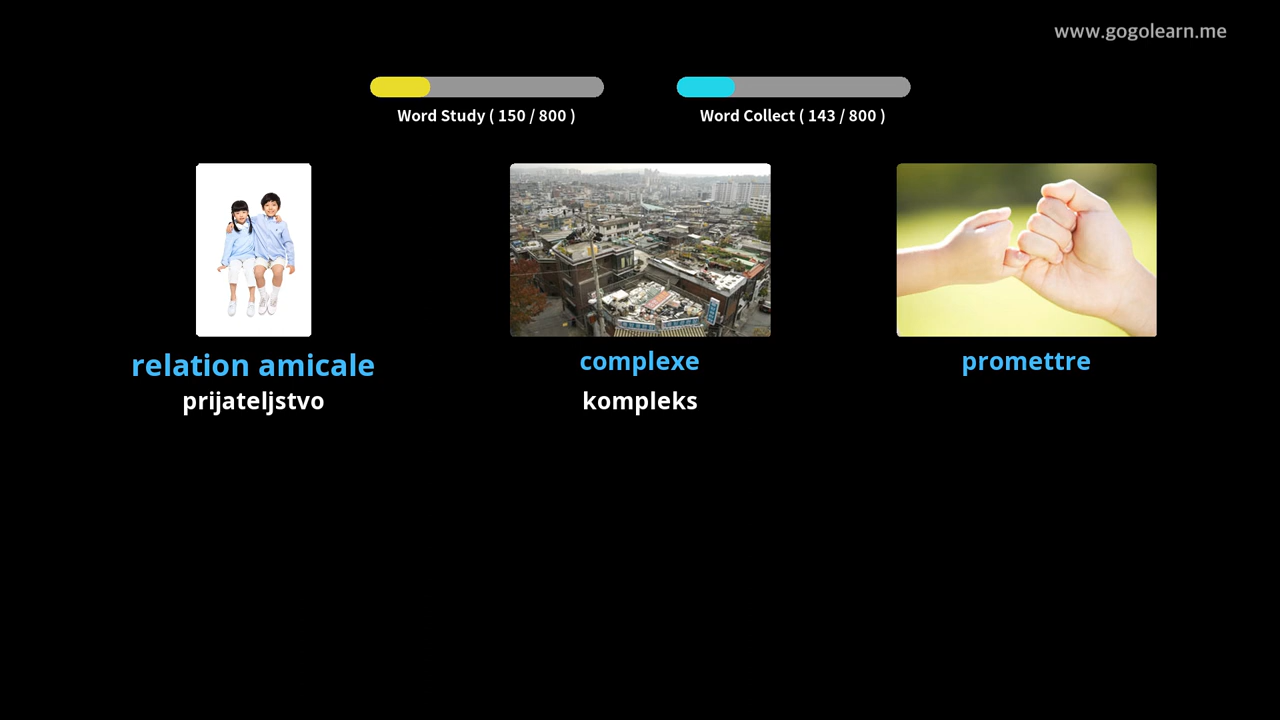 www.gogolearn.me
Word Study ( 150 / 800 )
Word Collect ( 143 / 800 )
relation amicale
prijateljstvo
complexe
kompleks
promettre